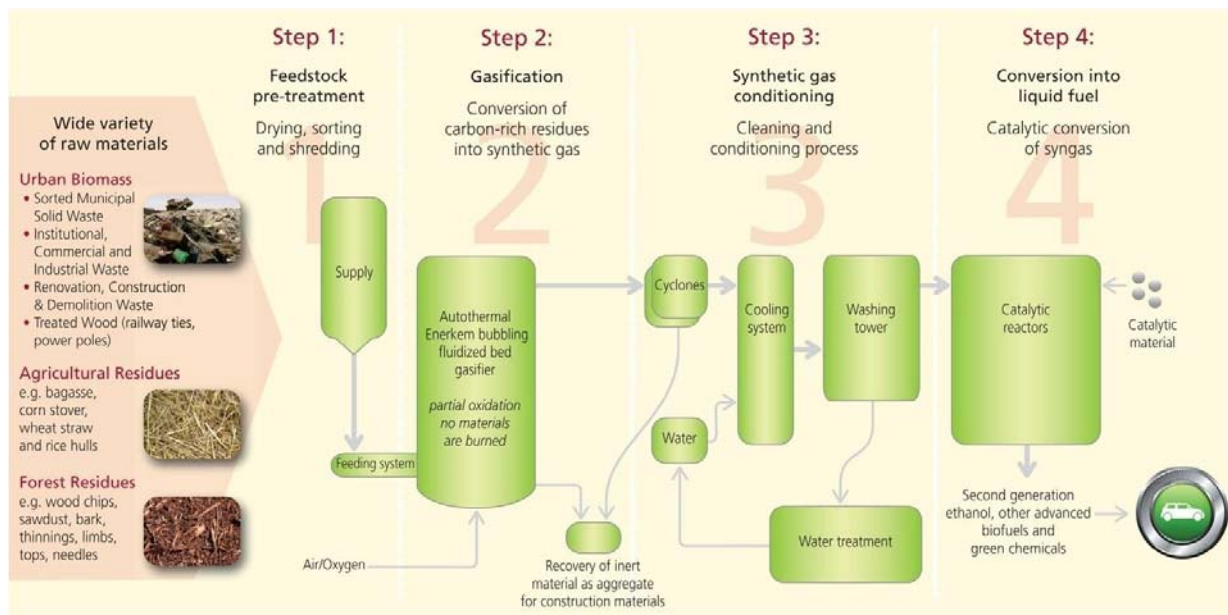 Step 1:
Feedstock
pre-treatment
Drying, sorting
and shredding
1
Step 2:
Gasification
Conversion of
carbon-rich residues
into synthetic gas
2
Step 3:
Synthetic gas
conditioning
Cleaning and
conditioning process
3
Step 4:
Conversion into
liquid fuel
Catalytic conversion
of syngas
4
Wide variety
of raw materials
Urban Biomass
• Sorted Municipal
Solid Waste
• Institutional,
Commercial and
Industrial Waste
• Renovation, Construction
& Demolition Waste
• Treated Wood (railway ties,
power poles)
Agricultural Residues
e.g. bagasse,
corn stover,
wheat straw
and rice hulls
Forest Residues
e.g. wood chips,
sawdust, bark,
thinnings, limbs,
tops, needles
Supply
Feeding system
Air/Oxygen
Autothermal
Enerkem bubbling
fluidized bed
gasifier
partial oxidation
no materials
are burned
Recovery of inert
material as aggregate
for construction materials
Cyclones
Cooling
system
Washing
tower
Water
Water treatment
Catalytic
reactors
Catalytic
material
Second generation
ethanol, other advanced
biofuels and
green chemicals